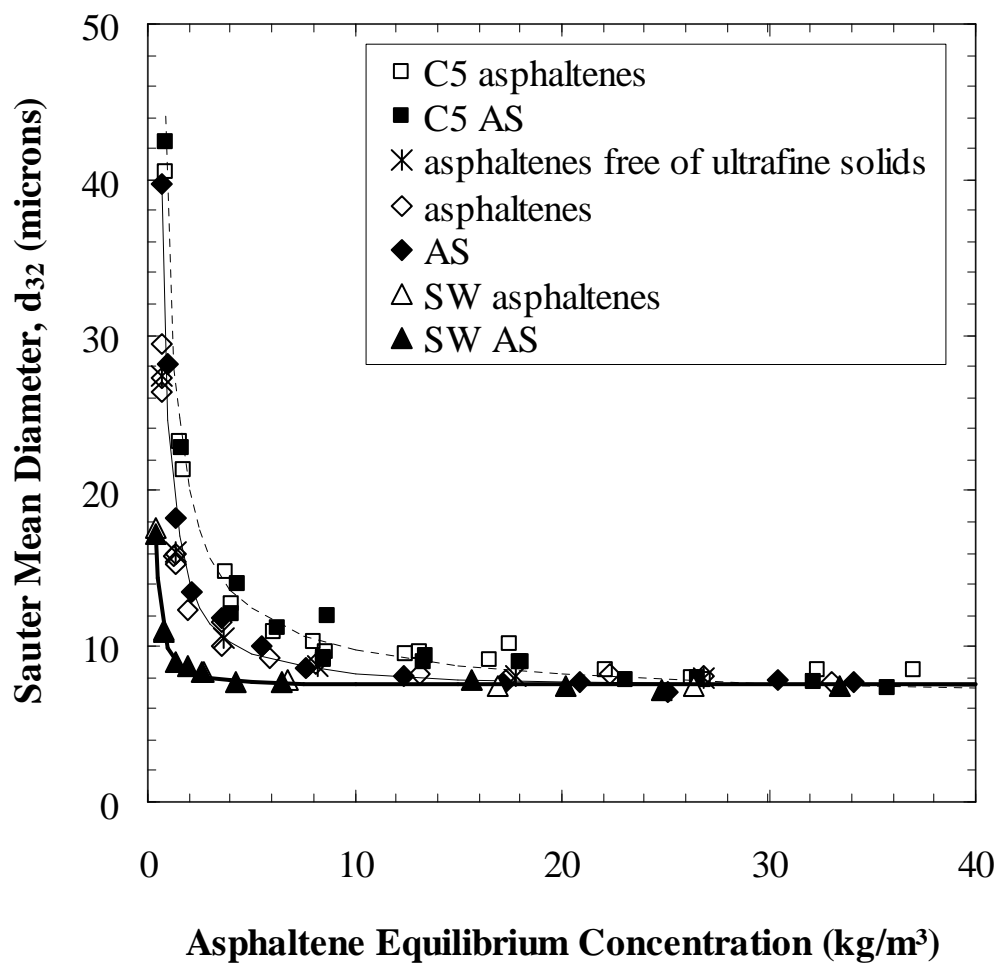 50
40
30
20
10
0
Sauter Mean Diameter, d₃₂ (microns)
C5 asphaltenes
C5 AS
asphaltenes free of ultrafine solids
asphaltenes
AS
SW asphaltenes
SW AS
0 10 20 30 40
Asphaltene Equilibrium Concentration (kg/m³)